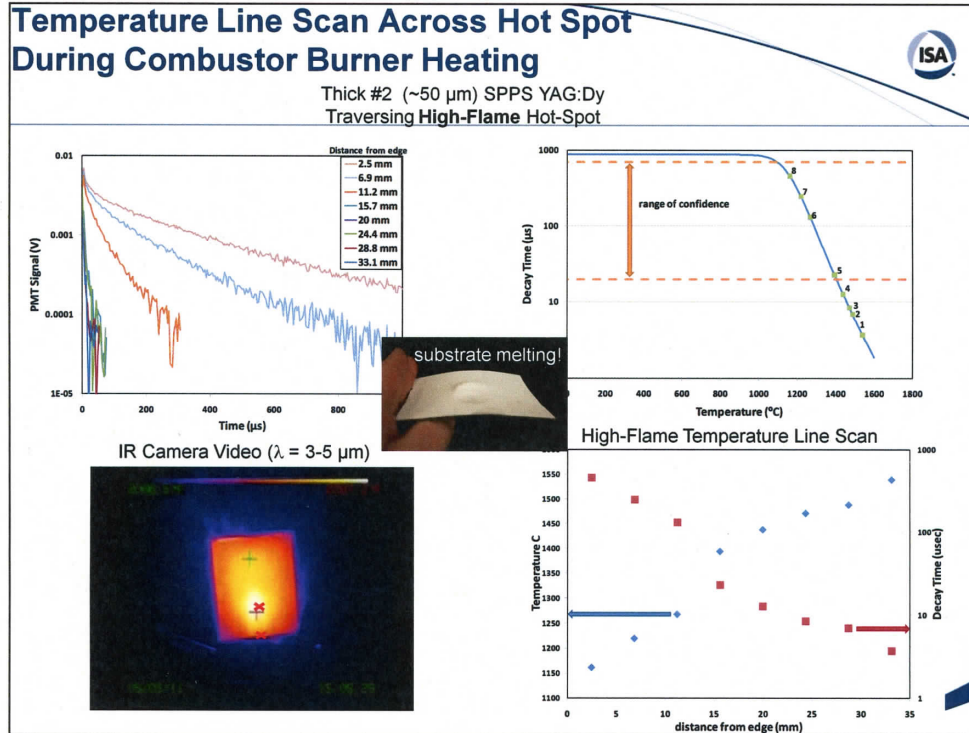 Temperature Line Scan Across Hot Spot
During Combustor Burner Heating
ISA
Thick #2 (~50 µm) SPPS YAG:Dy
Traversing High-Flame Hot-Spot
Distance from edge
2.5 mm
6.9 mm
11.2 mm
15.7 mm
20 mm
24.4 mm
28.8 mm
33.1 mm
PMT Signal (V)
0.01
0.001
0.0001
1E-05
0 200 400 600 800
Time (µs)
Decay Time (µs)
1000
100
10
range of confidence
8
7
6
5
4
3
2
1
0 200 400 600 800 1000 1200 1400 1600 1800
Temperature (°C)
substrate melting!
IR Camera Video (λ = 3-5 µm)
High-Flame Temperature Line Scan
Temperature C
1600
1550
1500
1450
1400
1350
1300
1250
1200
1150
1100
0 5 10 15 20 25 30 35
distance from edge (mm)
1000
100
10
1
Decay Time (usec)